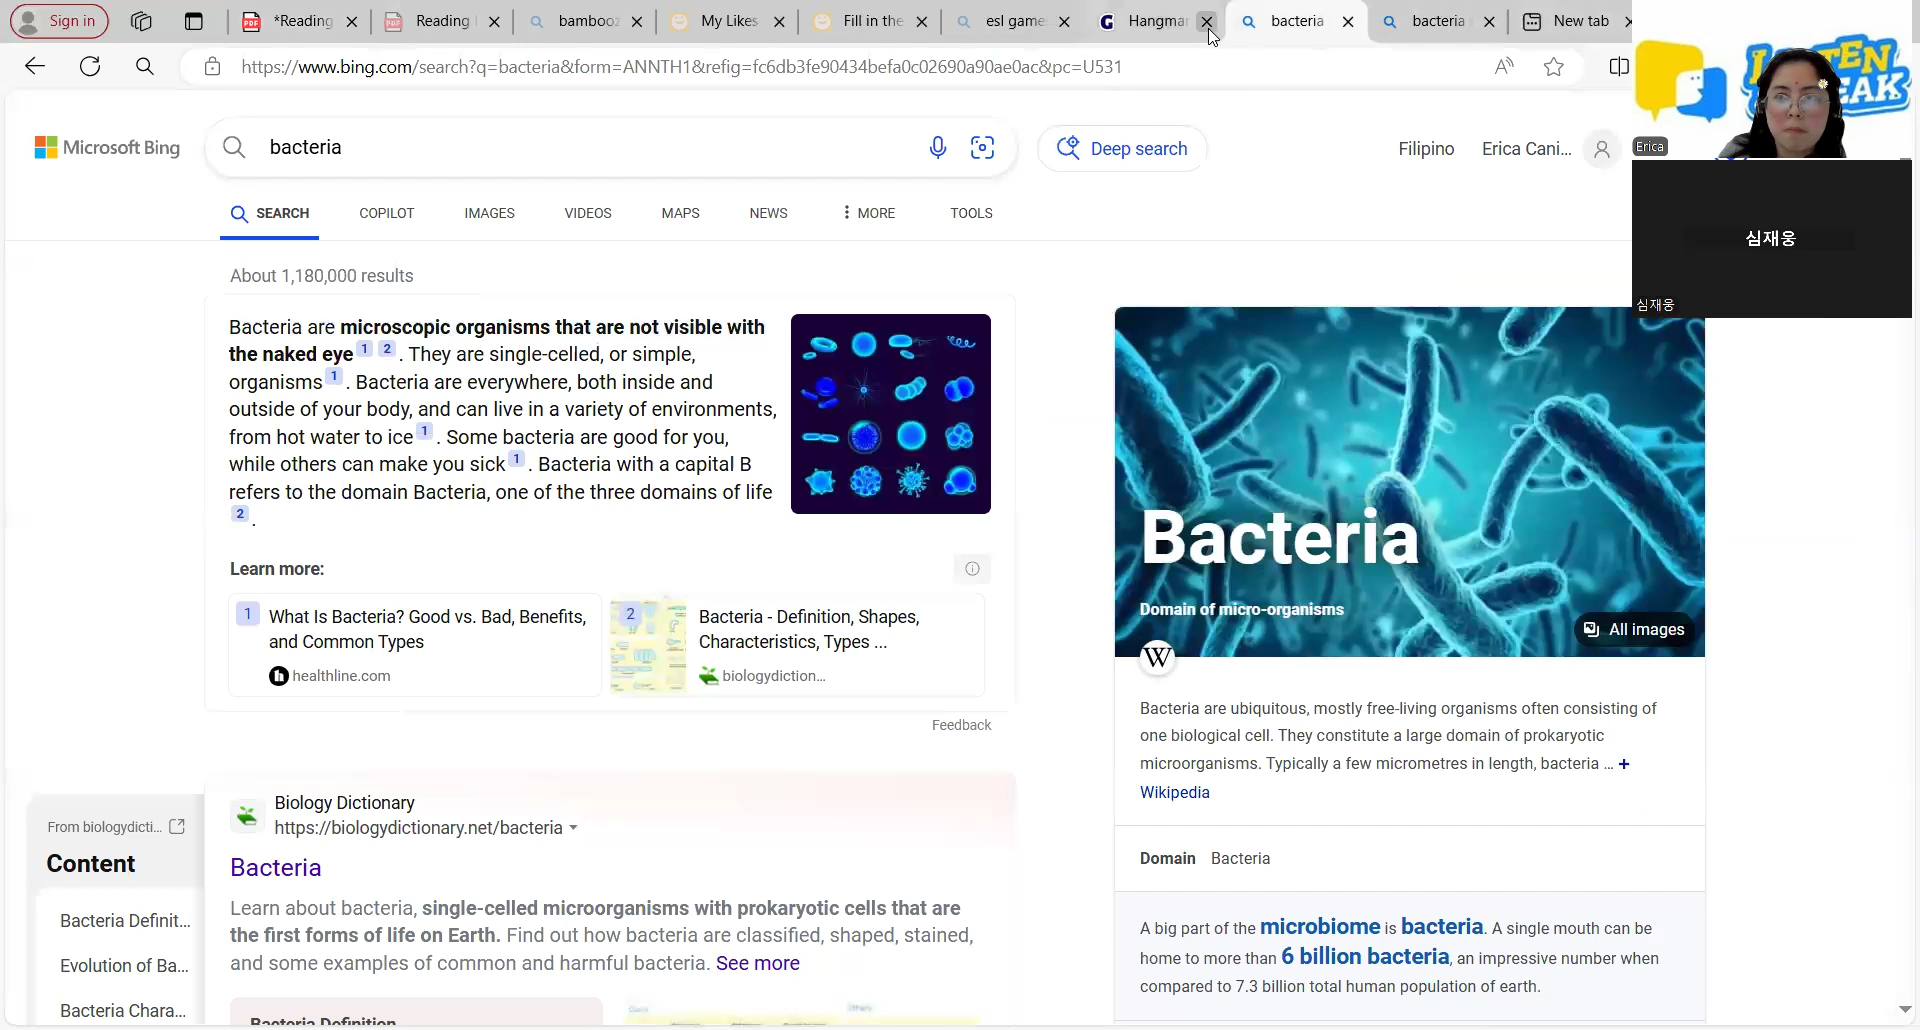 Sign in
*Reading
Reading
bambooz
My Likes
Fill in the
esl game
Hangman
bacteria
bacteria
New tab
https://www.bing.com/search?q=bacteria&form=ANNTH1&refig=fc6db3fe90434befa0c02690a90ae0ac&pc=U531
Erica
심재웅
심재웅
Microsoft Bing
bacteria
Deep search
Filipino
Erica Cani...
SEARCH
COPILOT
IMAGES
VIDEOS
MAPS
NEWS
MORE
TOOLS
About 1,180,000 results
Bacteria are microscopic organisms that are not visible with
the naked eye 1 2 . They are single-celled, or simple,
organisms 1 . Bacteria are everywhere, both inside and
outside of your body, and can live in a variety of environments,
from hot water to ice 1 . Some bacteria are good for you,
while others can make you sick 1 . Bacteria with a capital B
refers to the domain Bacteria, one of the three domains of life
2 .
Learn more:
1 What Is Bacteria? Good vs. Bad, Benefits,
and Common Types
healthline.com
2 Bacteria - Definition, Shapes,
Characteristics, Types ...
biologydiction...
Feedback
Biology Dictionary
https://biologydictionary.net/bacteria
Bacteria
Learn about bacteria, single-celled microorganisms with prokaryotic cells that are
the first forms of life on Earth. Find out how bacteria are classified, shaped, stained,
and some examples of common and harmful bacteria. See more
Bacteria Definition
From biologydicti...
Content
Bacteria Definit...
Evolution of Ba...
Bacteria Chara...
Bacteria
Domain of micro-organisms
All images
W
Bacteria are ubiquitous, mostly free-living organisms often consisting of
one biological cell. They constitute a large domain of prokaryotic
microorganisms. Typically a few micrometres in length, bacteria ... +
Wikipedia
Domain Bacteria
A big part of the microbiome is bacteria. A single mouth can be
home to more than 6 billion bacteria, an impressive number when
compared to 7.3 billion total human population of earth.